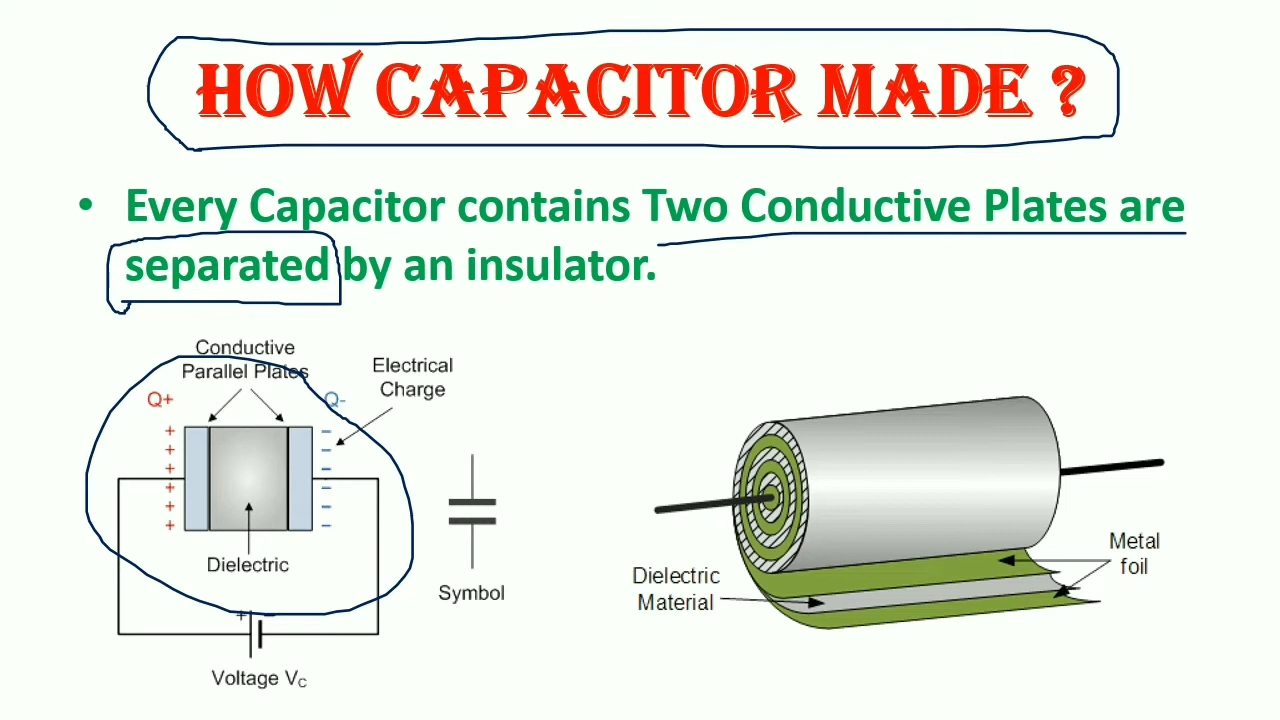 HOW CAPACITOR MADE ?
• Every Capacitor contains Two Conductive Plates are
separated by an insulator.
Conductive
Parallel Plates
Electrical
Charge
Q+
Q-
+ −
+ −
+ −
+ −
+ −
+ −
Dielectric
+ −
Voltage VC
Symbol
Dielectric
Material
Metal
foil